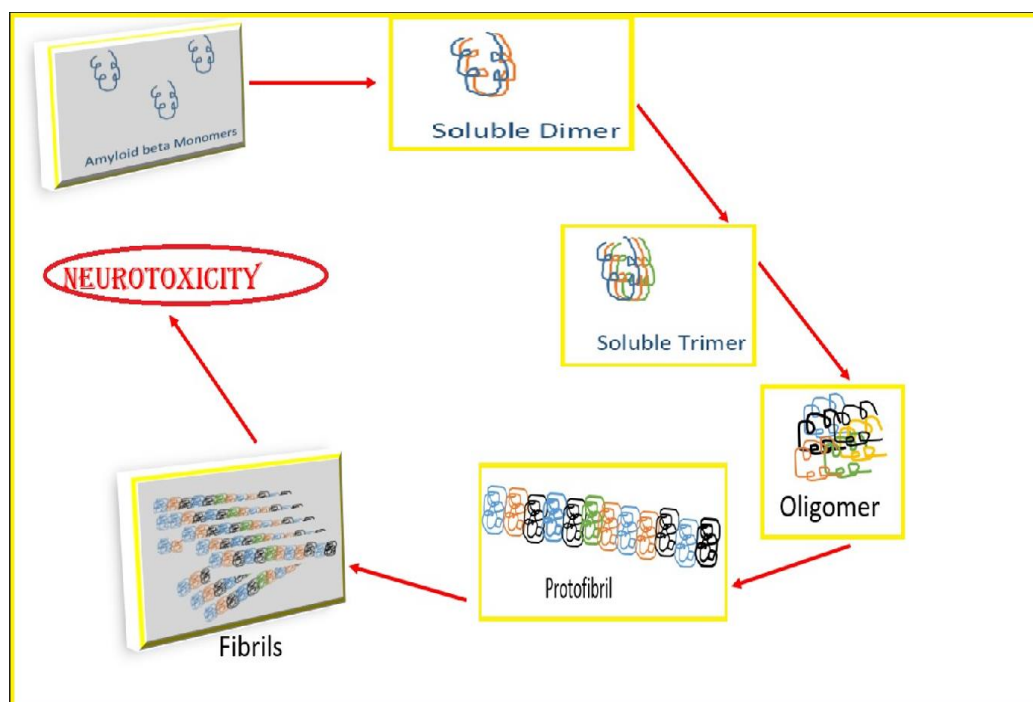 Amyloid beta Monomers
Soluble Dimer
Soluble Trimer
Oligomer
Protofibril
Fibrils
NEUROTOXICITY